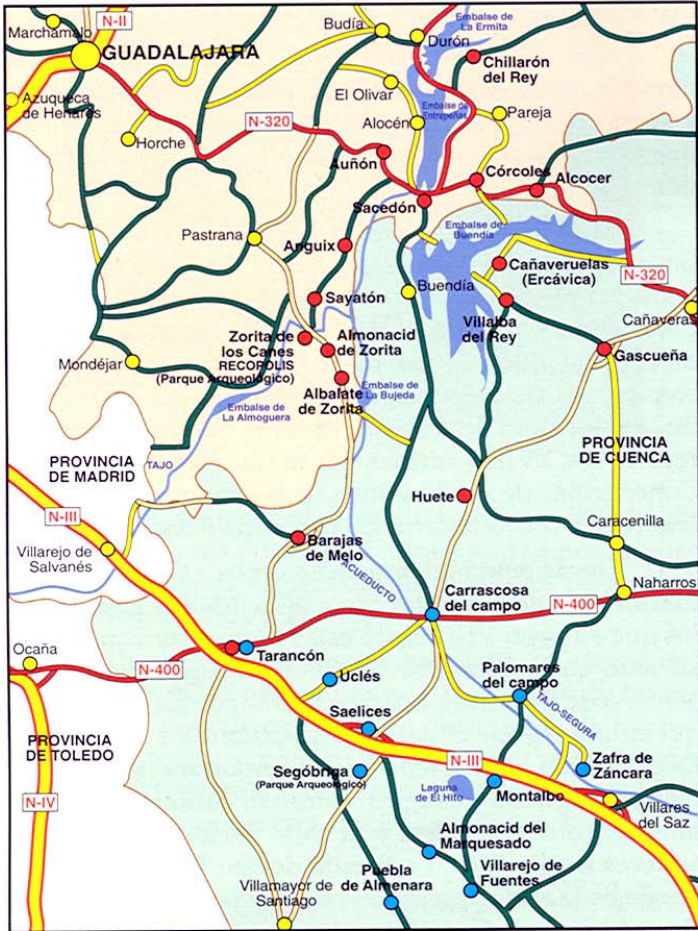 Marchamalo
N-II
GUADALAJARA
Azuqueca
de Henares
Horche
N-320
Budía
Durón
Embalse de
La Ermita
Chillarón
del Rey
El Olivar
Alocén
Embalse de
Entrepeñas
Pareja
Auñón
Córcoles
Alcocer
Sacedón
Pastrana
Anguix
Embalse de
Buendía
Cañaveruelas
(Ercávica)
N-320
Buendía
Sayatón
Villalba
del Rey
Cañaveras
Zorita de
los Canes
RECOPOLIS
(Parque Arqueológico)
Almonacid
de Zorita
Gascueña
Mondéjar
Albalate
de Zorita
Embalse de
La Bujeda
Embalse de
La Almoguera
PROVINCIA
DE MADRID
TAJO
PROVINCIA
DE CUENCA
N-III
Huete
Villarejo de
Salvanés
Barajas
de Melo
Caracenilla
ACUEDUCTO
Carrascosa
del campo
Naharros
N-400
Ocaña
N-400
Tarancón
Uclés
Palomares
del campo
TAJO-SEGURA
PROVINCIA
DE TOLEDO
Saelices
N-III
Zafra de
Záncara
Segóbriga
(Parque Arqueológico)
N-IV
Laguna
de El Hito
Montalbo
Villares
del Saz
Almonacid del
Marquesado
Puebla
de Almenara
Villarejo de
Fuentes
Villamayor de
Santiago